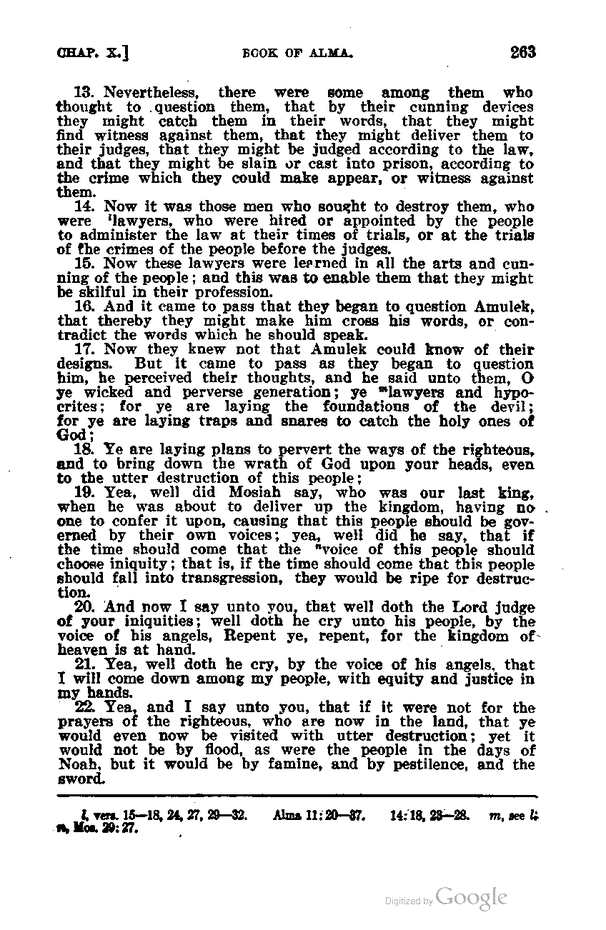 CHAP. X.] BOOK OF ALMA. 263
13. Nevertheless, there were some among them who
thought to question them, that by their cunning devices
they might catch them in their words, that they might
find witness against them, that they might deliver them to
their judges, that they might be judged according to the law,
and that they might be slain or cast into prison, according to
the crime which they could make appear, or witness against
them.
14. Now it was those men who sought to destroy them, who
were ˡlawyers, who were hired or appointed by the people
to administer the law at their times of trials, or at the trials
of the crimes of the people before the judges.
15. Now these lawyers were learned in all the arts and cun-
ning of the people; and this was to enable them that they might
be skilful in their profession.
16. And it came to pass that they began to question Amulek,
that thereby they might make him cross his words, or con-
tradict the words which he should speak.
17. Now they knew not that Amulek could know of their
designs. But it came to pass as they began to question
him, he perceived their thoughts, and he said unto them, O
ye wicked and perverse generation; ye ᵐlawyers and hypo-
crites; for ye are laying the foundations of the devil;
for ye are laying traps and snares to catch the holy ones of
God;
18. Ye are laying plans to pervert the ways of the righteous,
and to bring down the wrath of God upon your heads, even
to the utter destruction of this people;
19. Yea, well did Mosiah say, who was our last king,
when he was about to deliver up the kingdom, having no
one to confer it upon, causing that this people should be gov-
erned by their own voices; yea, well did he say, that if
the time should come that the ⁿvoice of this people should
choose iniquity; that is, if the time should come that this people
should fall into transgression, they would be ripe for destruc-
tion.
20. And now I say unto you, that well doth the Lord judge
of your iniquities; well doth he cry unto his people, by the
voice of his angels, Repent ye, repent, for the kingdom of
heaven is at hand.
21. Yea, well doth he cry, by the voice of his angels, that
I will come down among my people, with equity and justice in
my hands.
22. Yea, and I say unto you, that if it were not for the
prayers of the righteous, who are now in the land, that ye
would even now be visited with utter destruction; yet it
would not be by flood, as were the people in the days of
Noah, but it would be by famine, and by pestilence, and the
sword.
l, vers. 15—18, 24, 27, 29—32. Alma 11:20—37. 14:18, 23—28. m, see l;
n, Mos. 29:27.
Digitized by Google